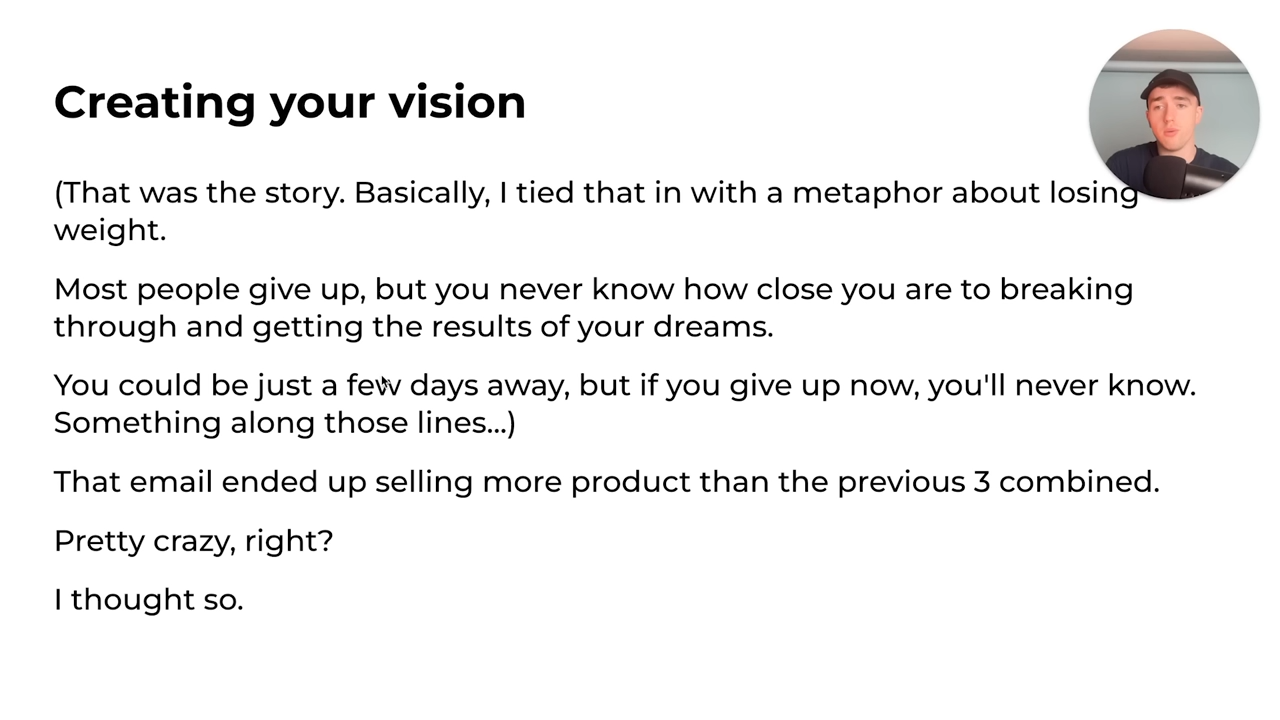 Creating your vision
(That was the story. Basically, I tied that in with a metaphor about losing
weight.
Most people give up, but you never know how close you are to breaking
through and getting the results of your dreams.
You could be just a few days away, but if you give up now, you'll never know.
Something along those lines...)
That email ended up selling more product than the previous 3 combined.
Pretty crazy, right?
I thought so.